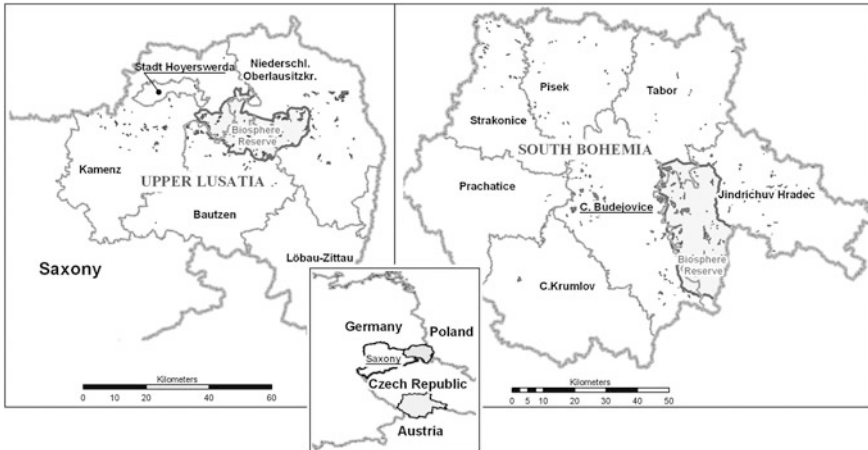 Stadt Hoyerswerda
Niederschl.
Oberlausitzkr.
Biosphere
Reserve
Kamenz
UPPER LUSATIA
Bautzen
Löbau-Zittau
Saxony
Kilometers
0 10 20 40 60
Pisek
Tabor
Strakonice
SOUTH BOHEMIA
Prachatice
C. Budejovice
Jindrichuv Hradec
Biosphere
Reserve
C.Krumlov
Kilometers
0 5 10 20 30 40 50
Germany
Poland
Saxony
Czech Republic
Austria